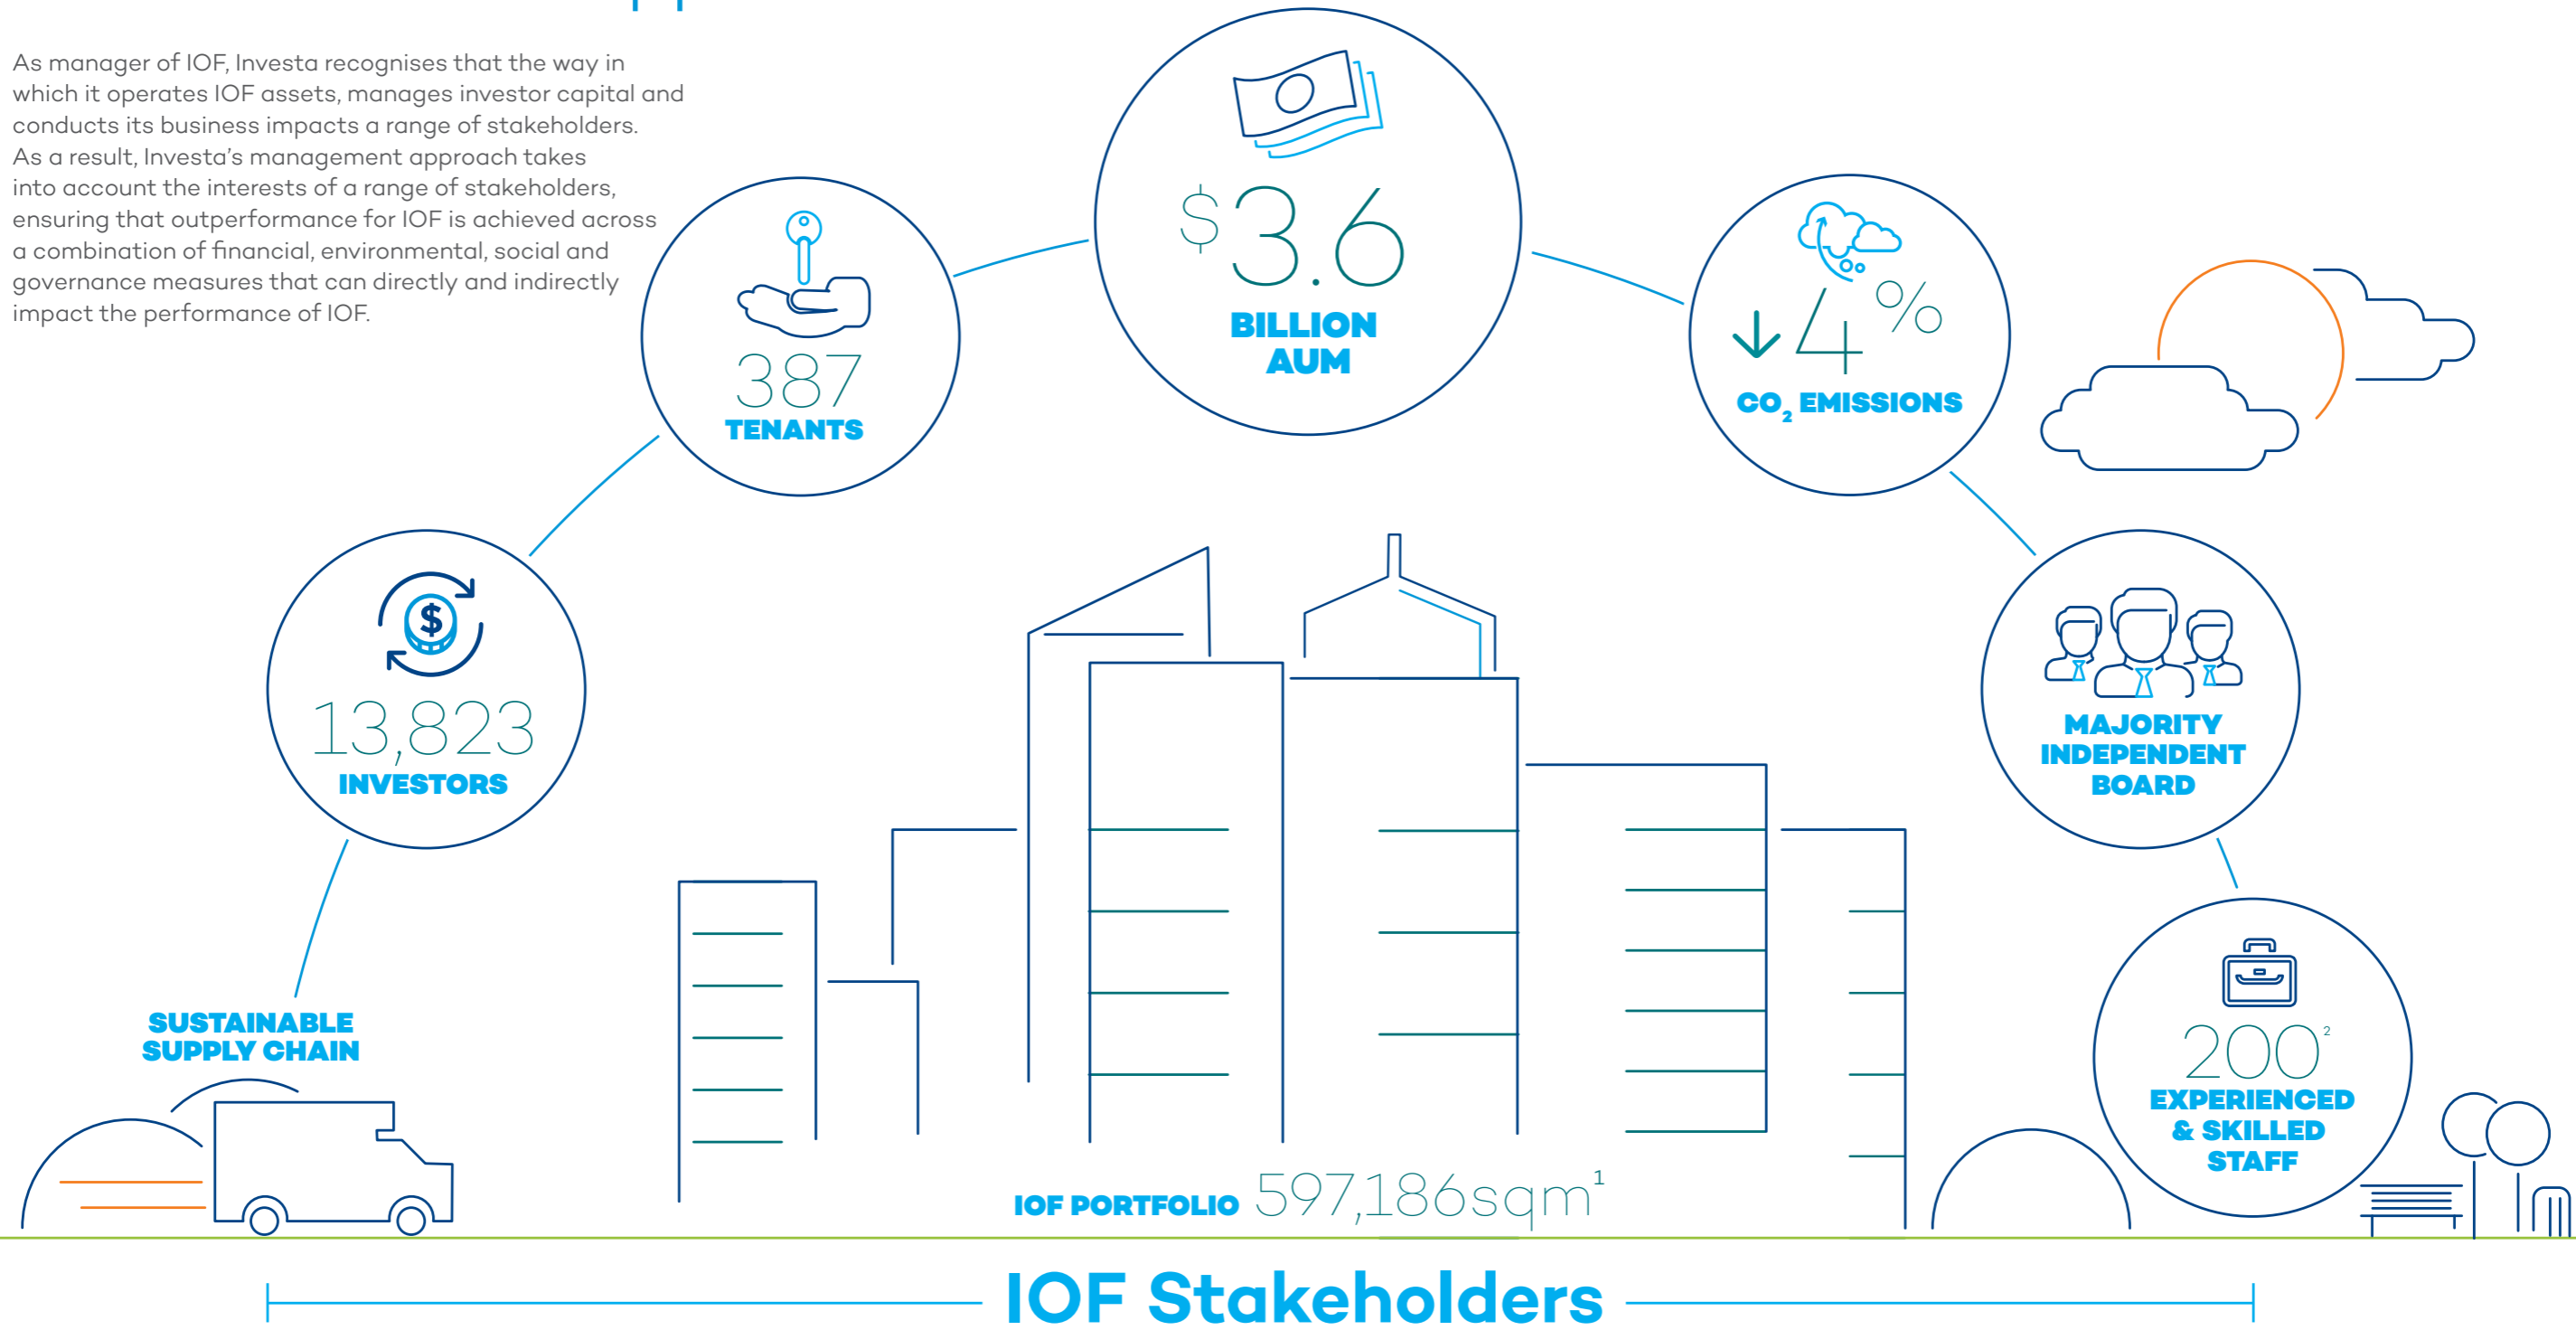 As manager of IOF, Investa recognises that the way in
which it operates IOF assets, manages investor capital and
conducts its business impacts a range of stakeholders.
As a result, Investa’s management approach takes
into account the interests of a range of stakeholders,
ensuring that outperformance for IOF is achieved across
a combination of financial, environmental, social and
governance measures that can directly and indirectly
impact the performance of IOF.
$3.6
BILLION
AUM
387
TENANTS
↓4%
CO₂ EMISSIONS
$
13,823
INVESTORS
MAJORITY
INDEPENDENT
BOARD
SUSTAINABLE
SUPPLY CHAIN
200²
EXPERIENCED
& SKILLED
STAFF
IOF PORTFOLIO 597,186sqm¹
IOF Stakeholders